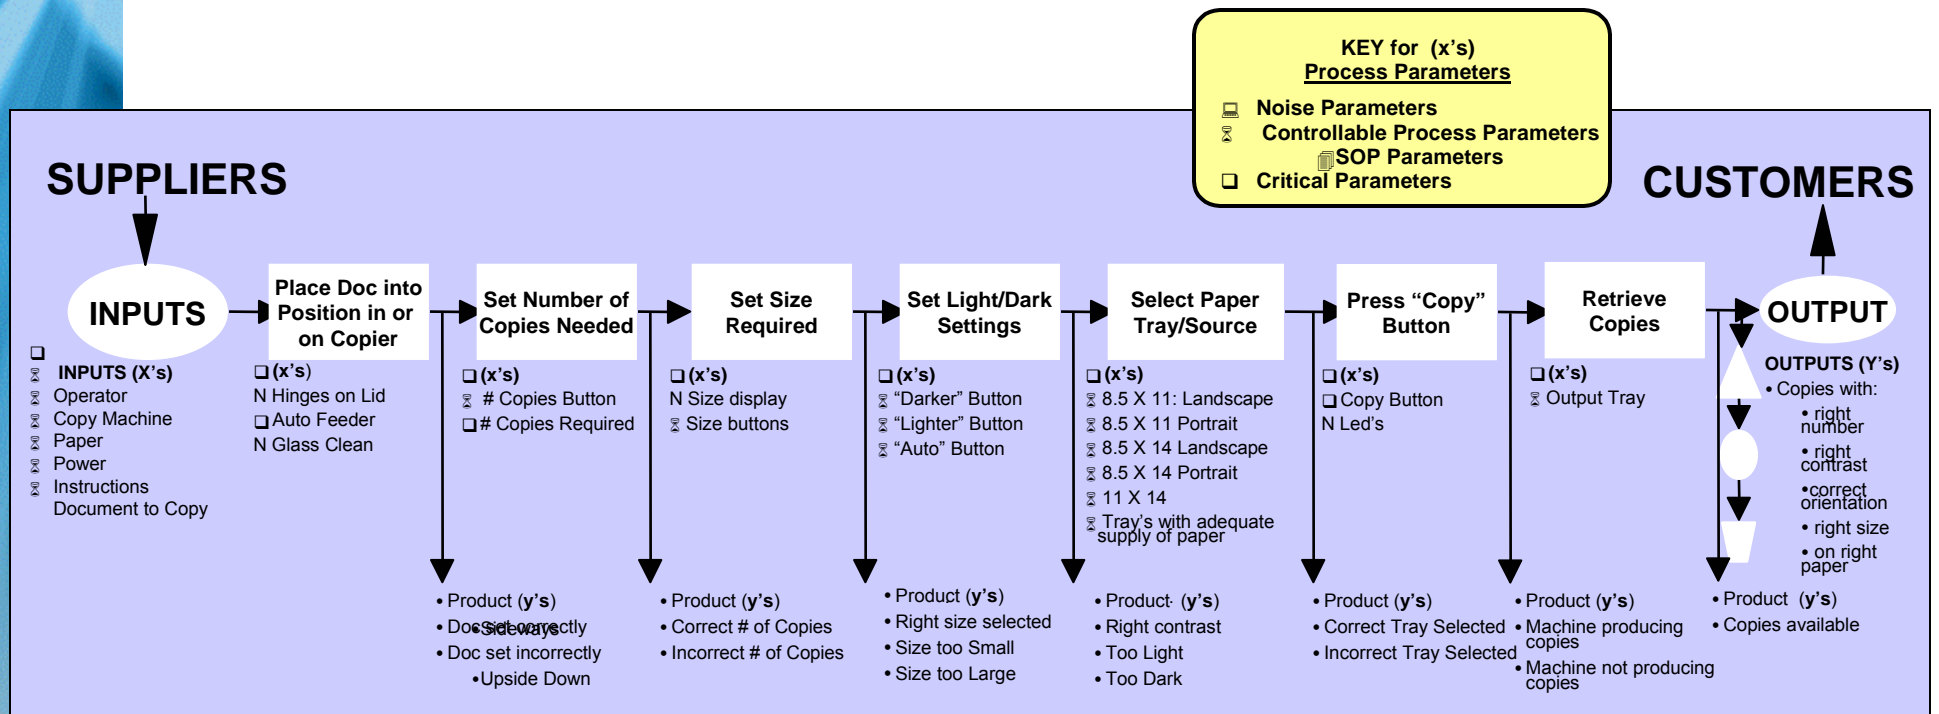 KEY for (x's)
Process Parameters
Noise Parameters
Controllable Process Parameters
SOP Parameters
Critical Parameters
SUPPLIERS
CUSTOMERS
INPUTS
Place Doc into
Position in or
on Copier
Set Number of
Copies Needed
Set Size
Required
Set Light/Dark
Settings
Select Paper
Tray/Source
Press “Copy”
Button
Retrieve
Copies
OUTPUT
INPUTS (X's)
Operator
Copy Machine
Paper
Power
Instructions
Document to Copy
❑ (x's)
N Hinges on Lid
❑ Auto Feeder
N Glass Clean
❑ (x's)
# Copies Button
❑ # Copies Required
❑ (x's)
N Size display
Size buttons
❑ (x's)
“Darker” Button
“Lighter” Button
“Auto” Button
❑ (x's)
8.5 X 11: Landscape
8.5 X 11 Portrait
8.5 X 14 Landscape
8.5 X 14 Portrait
11 X 14
Tray's with adequate
supply of paper
❑ (x's)
❑ Copy Button
N Led's
❑ (x's)
Output Tray
OUTPUTS (Y's)
• Copies with:
• right
number
• right
contrast
•correct
orientation
• right size
• on right
paper
• Product (y's)
• Doc set correctly
•Sideways
• Doc set incorrectly
•Upside Down
• Product (y's)
• Correct # of Copies
• Incorrect # of Copies
• Product (y's)
• Right size selected
• Size too Small
• Size too Large
• Product (y's)
• Right contrast
• Too Light
• Too Dark
• Product (y's)
• Correct Tray Selected
• Incorrect Tray Selected
• Product (y's)
• Machine producing
copies
• Machine not producing
copies
• Product (y's)
• Copies available